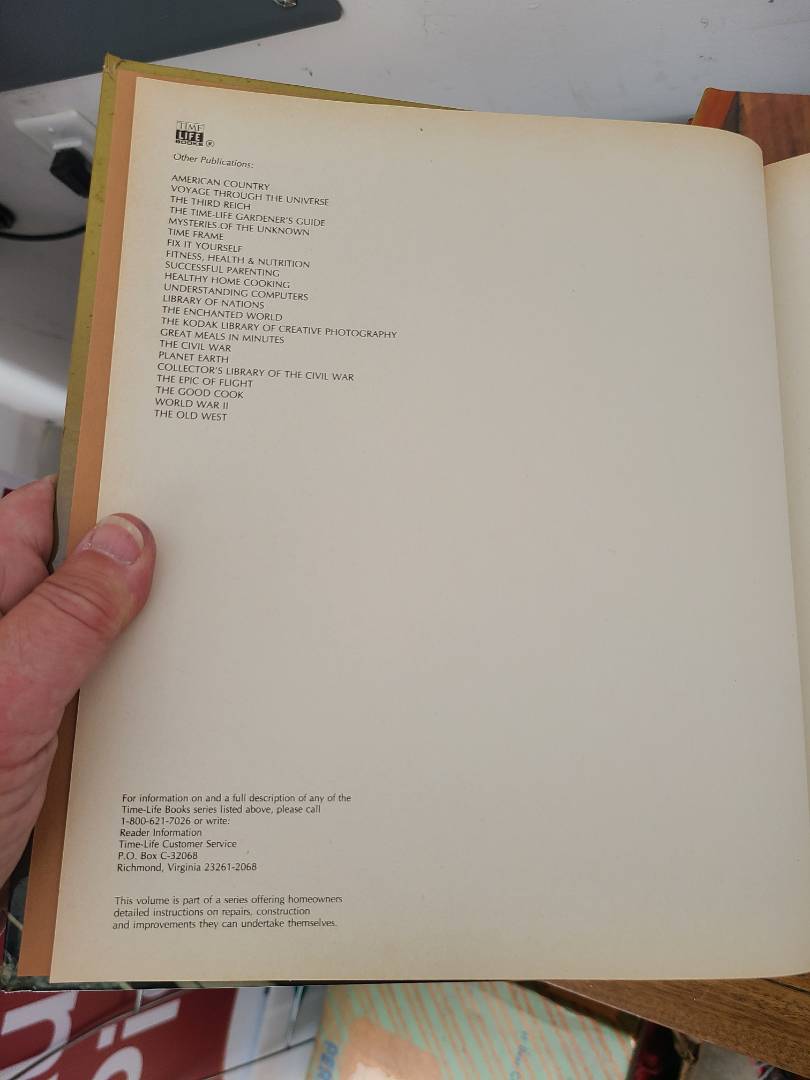 TIME
LIFE
BOOKS ®
Other Publications:
AMERICAN COUNTRY
VOYAGE THROUGH THE UNIVERSE
THE THIRD REICH
THE TIME-LIFE GARDENER'S GUIDE
MYSTERIES OF THE UNKNOWN
TIME FRAME
FIX IT YOURSELF
FITNESS, HEALTH & NUTRITION
SUCCESSFUL PARENTING
HEALTHY HOME COOKING
UNDERSTANDING COMPUTERS
LIBRARY OF NATIONS
THE ENCHANTED WORLD
THE KODAK LIBRARY OF CREATIVE PHOTOGRAPHY
GREAT MEALS IN MINUTES
THE CIVIL WAR
PLANET EARTH
COLLECTOR'S LIBRARY OF THE CIVIL WAR
THE EPIC OF FLIGHT
THE GOOD COOK
WORLD WAR II
THE OLD WEST
For information on and a full description of any of the
Time-Life Books series listed above, please call
1-800-621-7026 or write:
Reader Information
Time-Life Customer Service
P.O. Box C-32068
Richmond, Virginia 23261-2068
This volume is part of a series offering homeowners
detailed instructions on repairs, construction
and improvements they can undertake themselves.